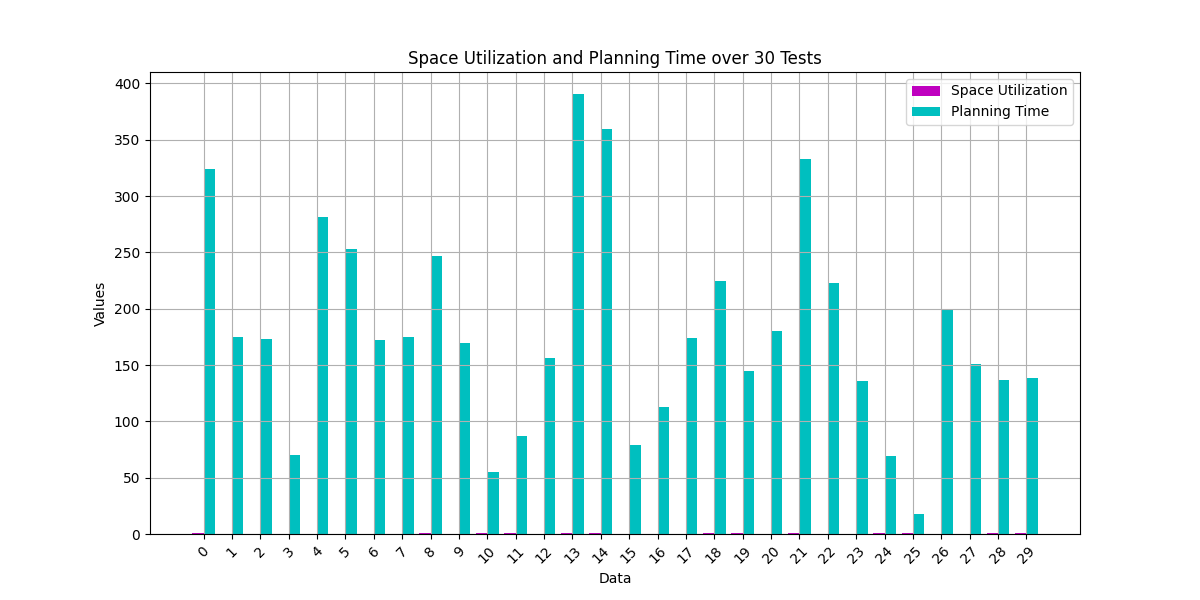 Space Utilization and Planning Time over 30 Tests
Space Utilization
Planning Time
Values
400
350
300
250
200
150
100
50
0
0 1 2 3 4 5 6 7 8 9 10 11 12 13 14 15 16 17 18 19 20 21 22 23 24 25 26 27 28 29
Data